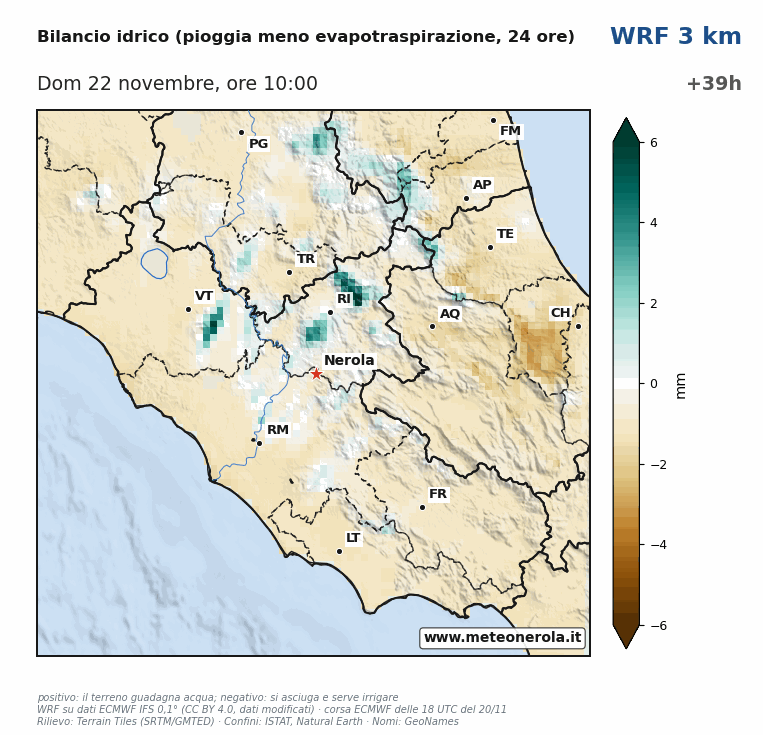 Bilancio idrico (pioggia meno evapotraspirazione, 24 ore)
WRF 3 km
Dom 22 novembre, ore 10:00
+39h
FM
PG
AP
TE
TR
VT
RI
AQ
CH
Nerola
RM
FR
LT
6
4
2
0
−2
−4
−6
mm
www.meteonerola.it
positivo: il terreno guadagna acqua; negativo: si asciuga e serve irrigare
WRF su dati ECMWF IFS 0,1° (CC BY 4.0, dati modificati) · corsa ECMWF delle 18 UTC del 20/11
Rilievo: Terrain Tiles (SRTM/GMTED) · Confini: ISTAT, Natural Earth · Nomi: GeoNames